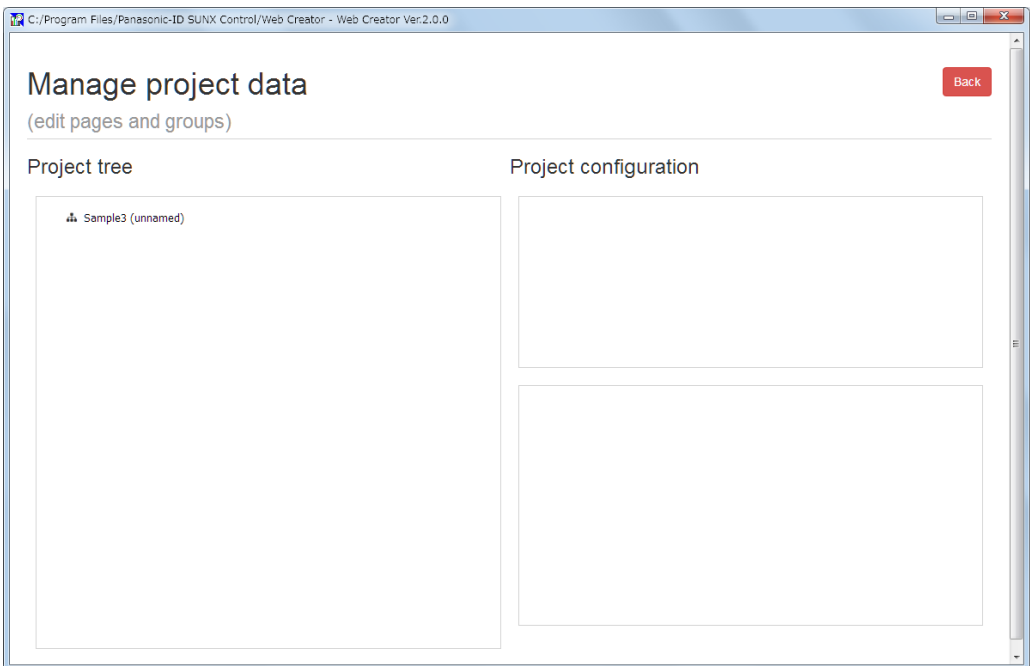 C:/Program Files/Panasonic-ID SUNX Control/Web Creator - Web Creator Ver.2.0.0
Manage project data
Back
(edit pages and groups)
Project tree
Project configuration
Sample3 (unnamed)